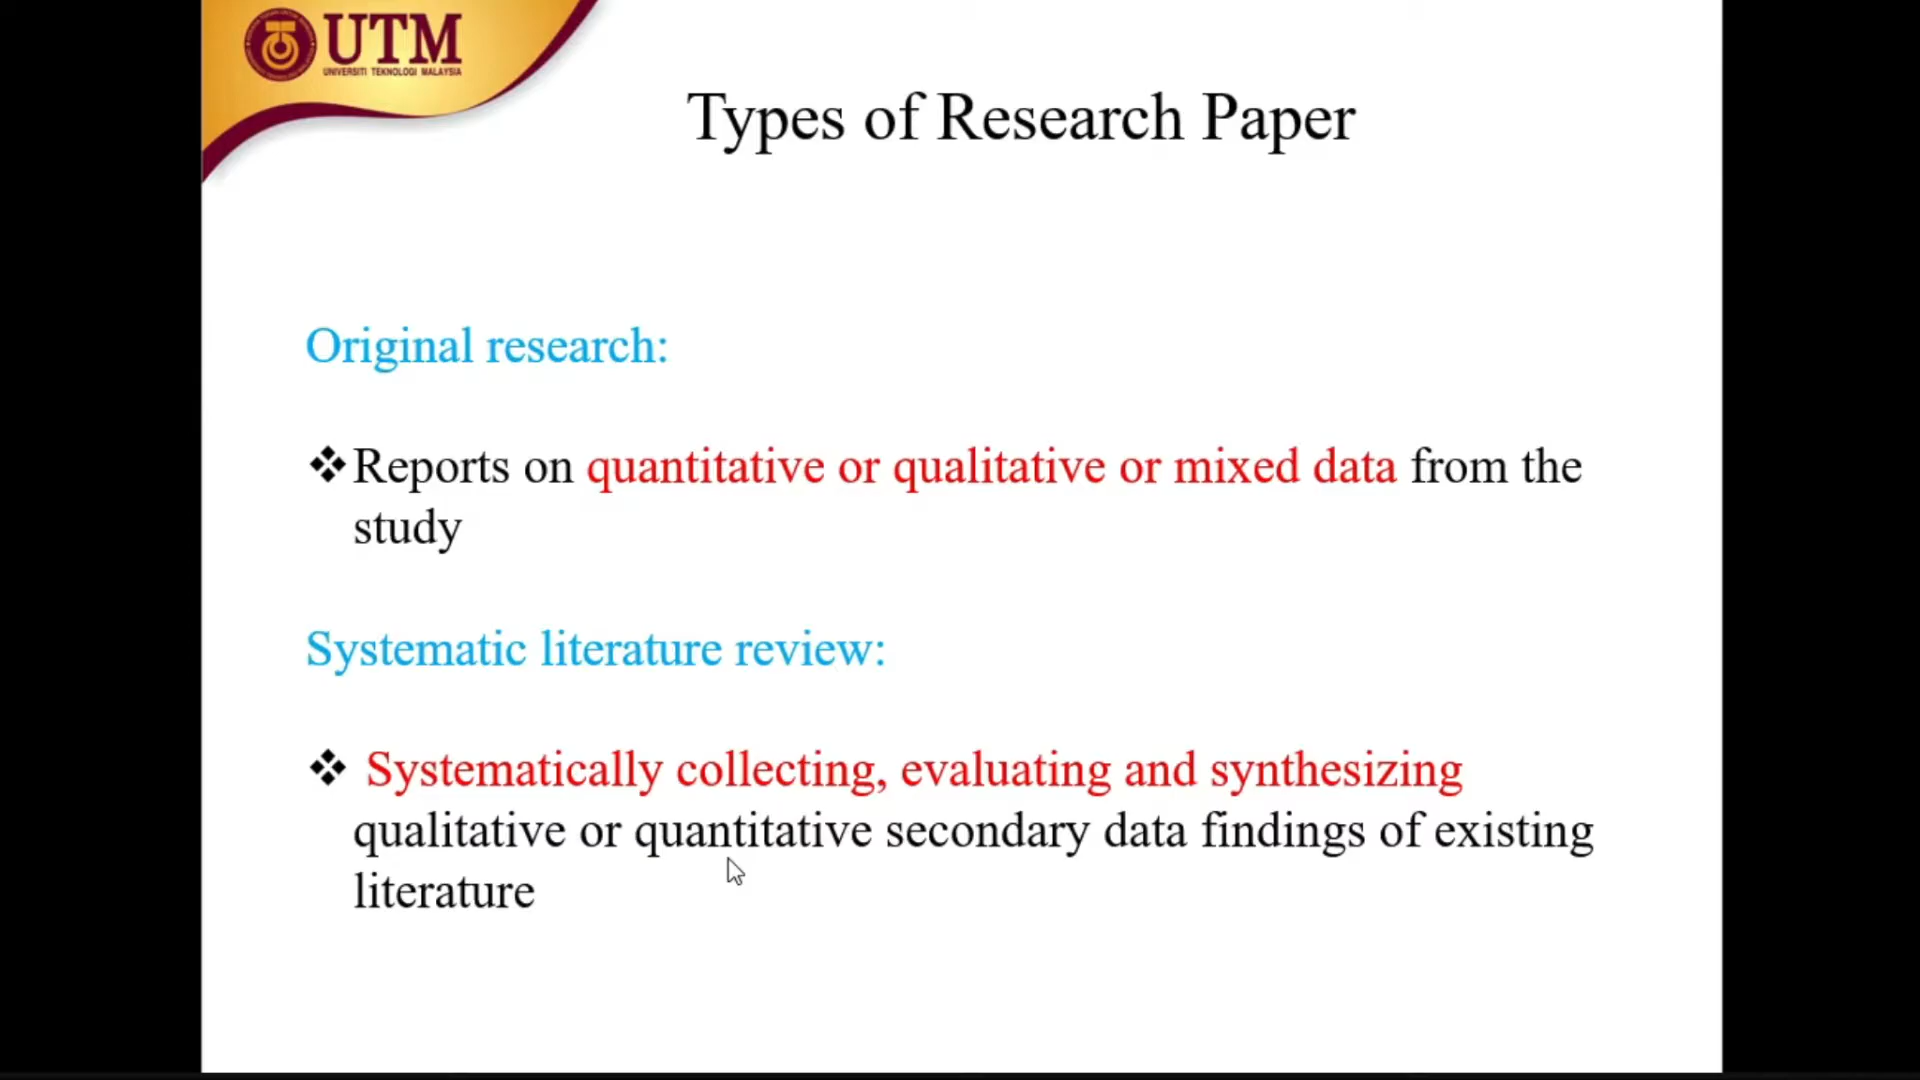 UTM
UNIVERSITI TEKNOLOGI MALAYSIA
Types of Research Paper
Original research:
❖Reports on quantitative or qualitative or mixed data from the
study
Systematic literature review:
❖ Systematically collecting, evaluating and synthesizing
qualitative or quantitative secondary data findings of existing
literature